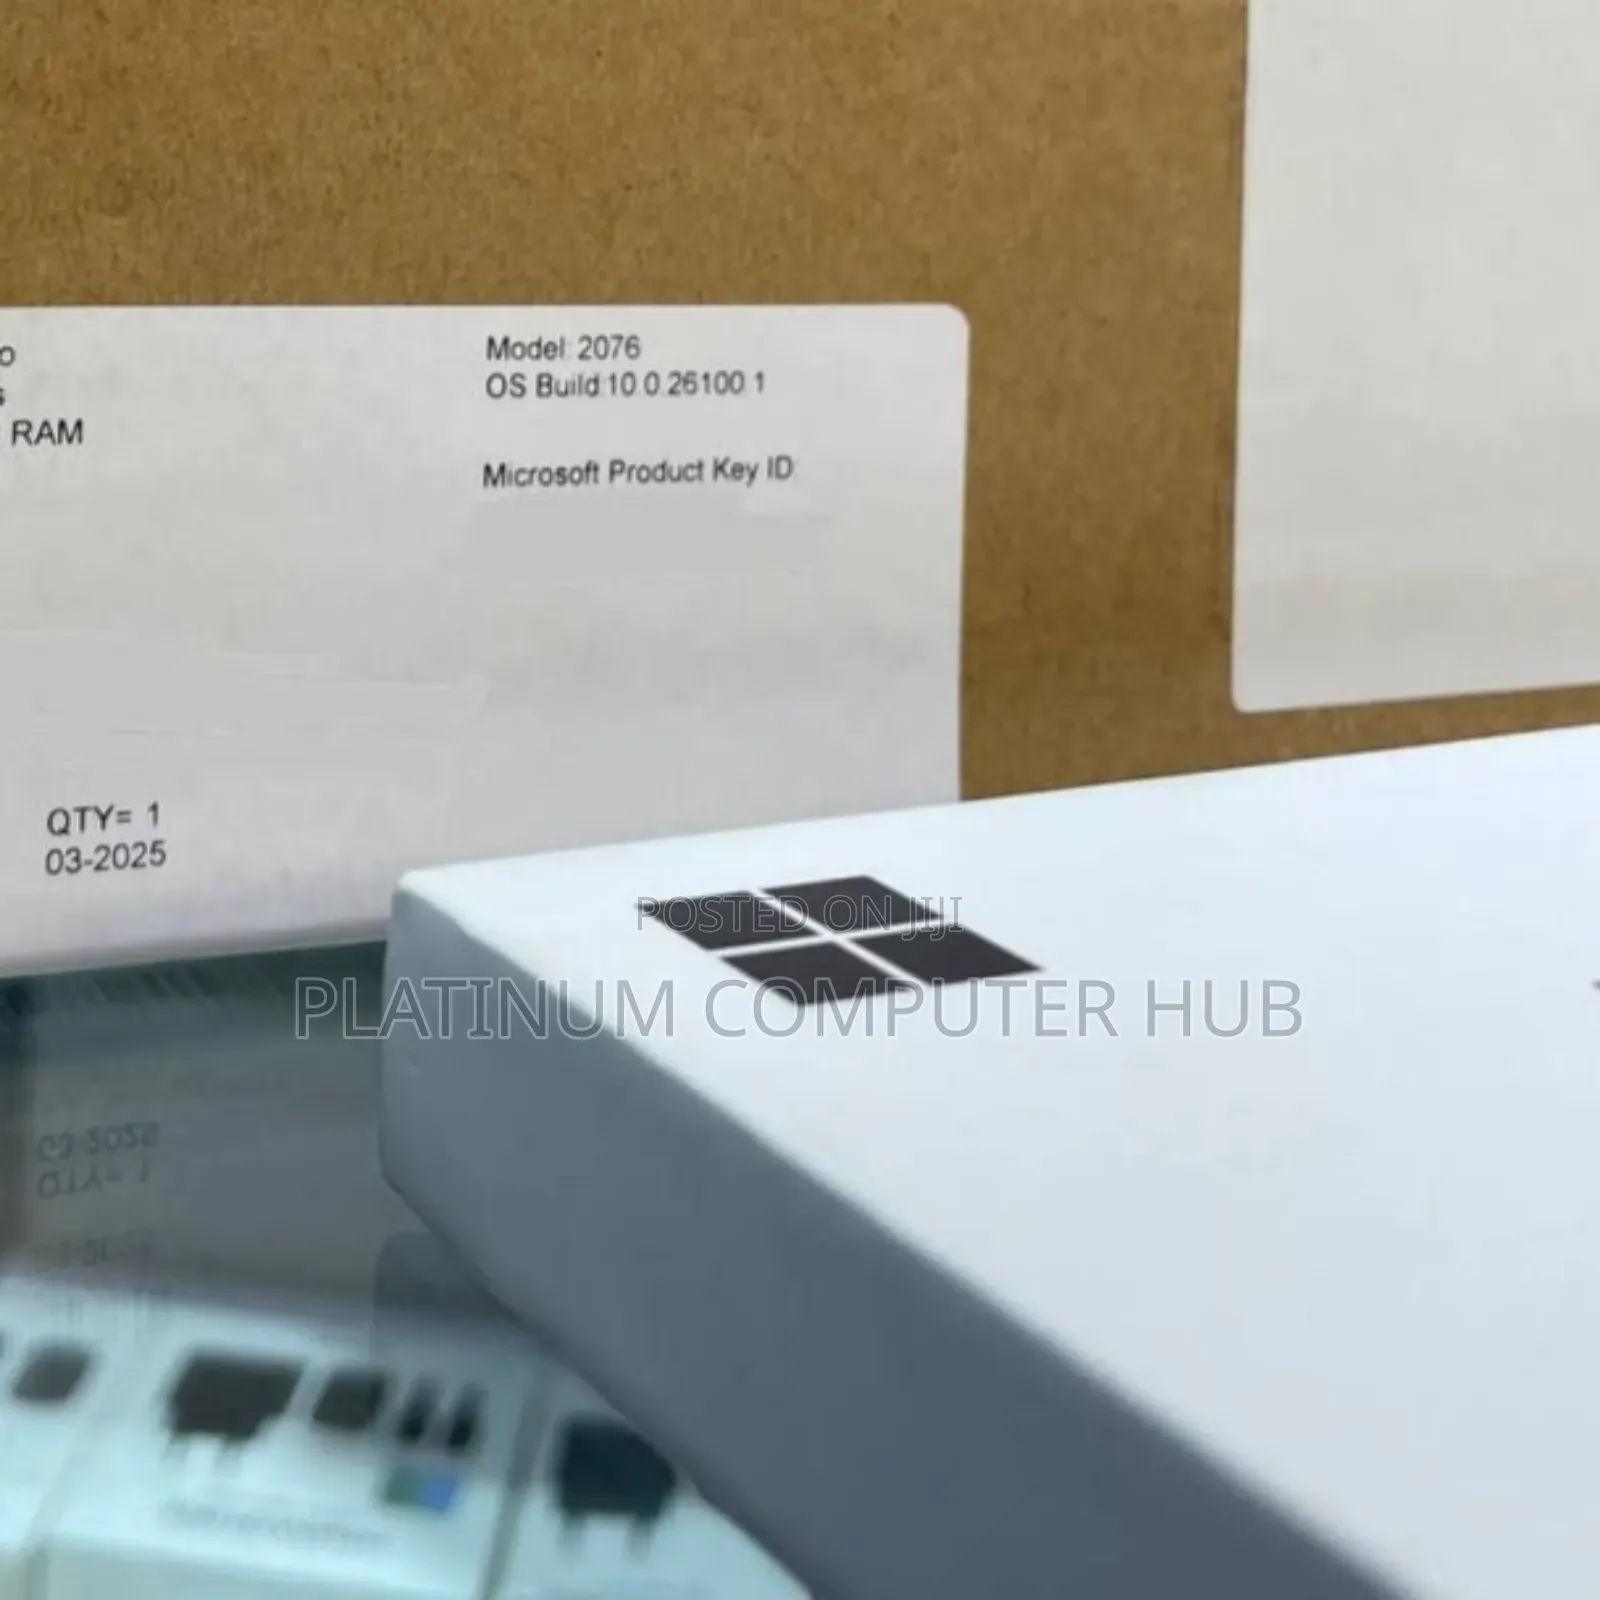 o
s
RAM
Model: 2076
OS Build:10.0.26100.1
Microsoft Product Key ID:
QTY= 1
03-2025
POSTED ON JIJI
PLATINUM COMPUTER HUB